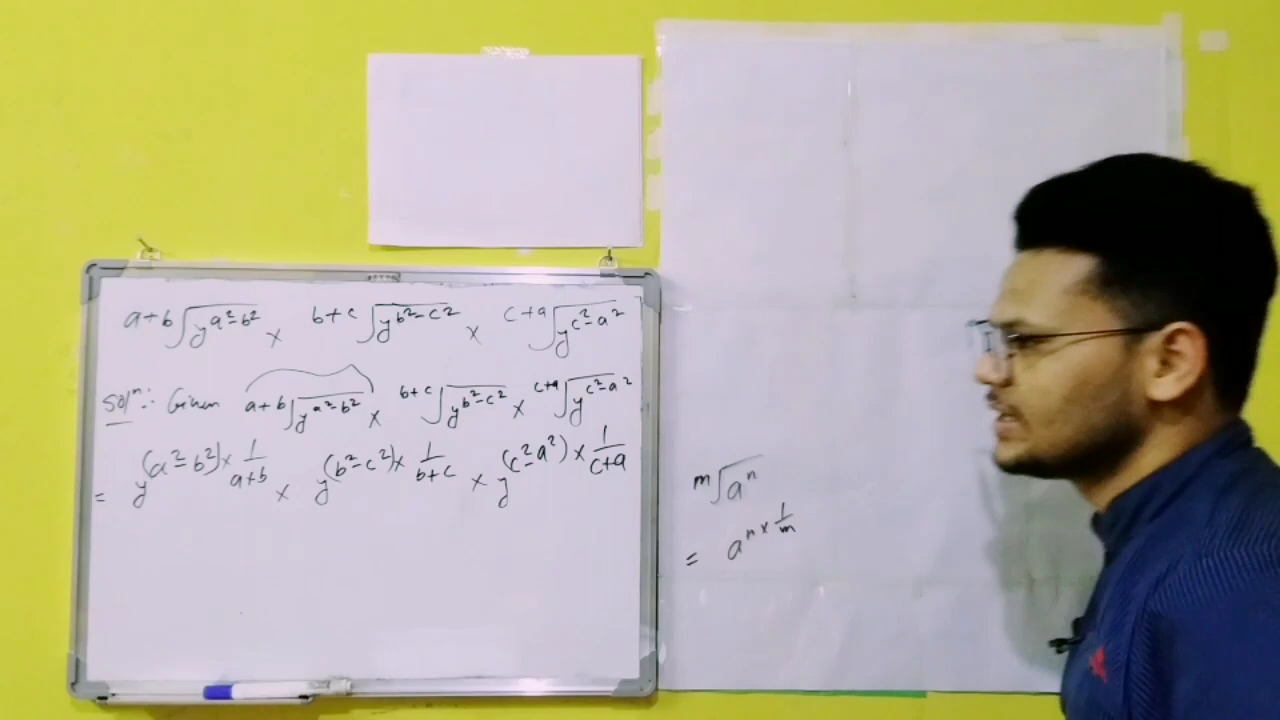 a+b√y^(a²-b²) × b+c√y^(b²-c²) × c+a√y^(c²-a²)
Solⁿ:- Given a+b√y^(a²-b²) × b+c√y^(b²-c²) × c+a√y^(c²-a²)
= y^((a²-b²)×1/(a+b)) × y^((b²-c²)×1/(b+c)) × y^((c²-a²)×1/(c+a))
m√aⁿ
= a^(n×1/m)